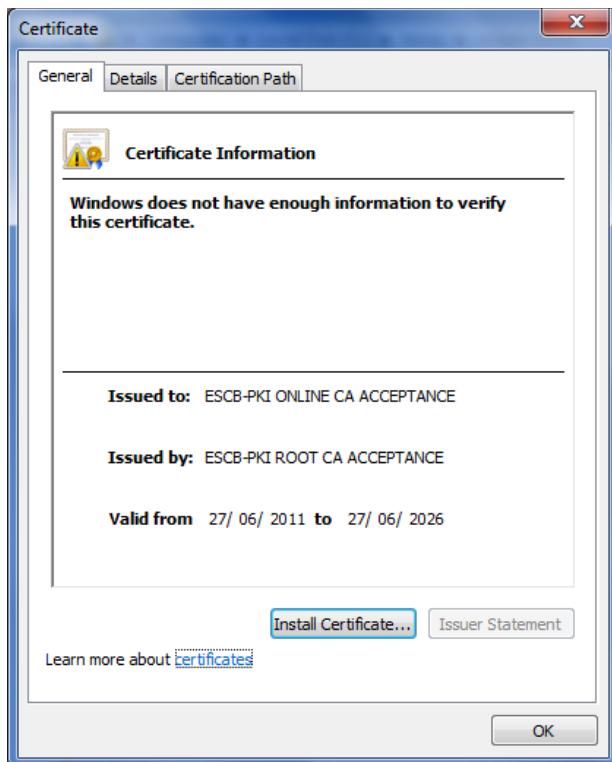 Certificate
General Details Certification Path
Certificate Information
Windows does not have enough information to verify
this certificate.
Issued to: ESCB-PKI ONLINE CA ACCEPTANCE
Issued by: ESCB-PKI ROOT CA ACCEPTANCE
Valid from 27/ 06/ 2011 to 27/ 06/ 2026
Install Certificate... Issuer Statement
Learn more about certificates
OK